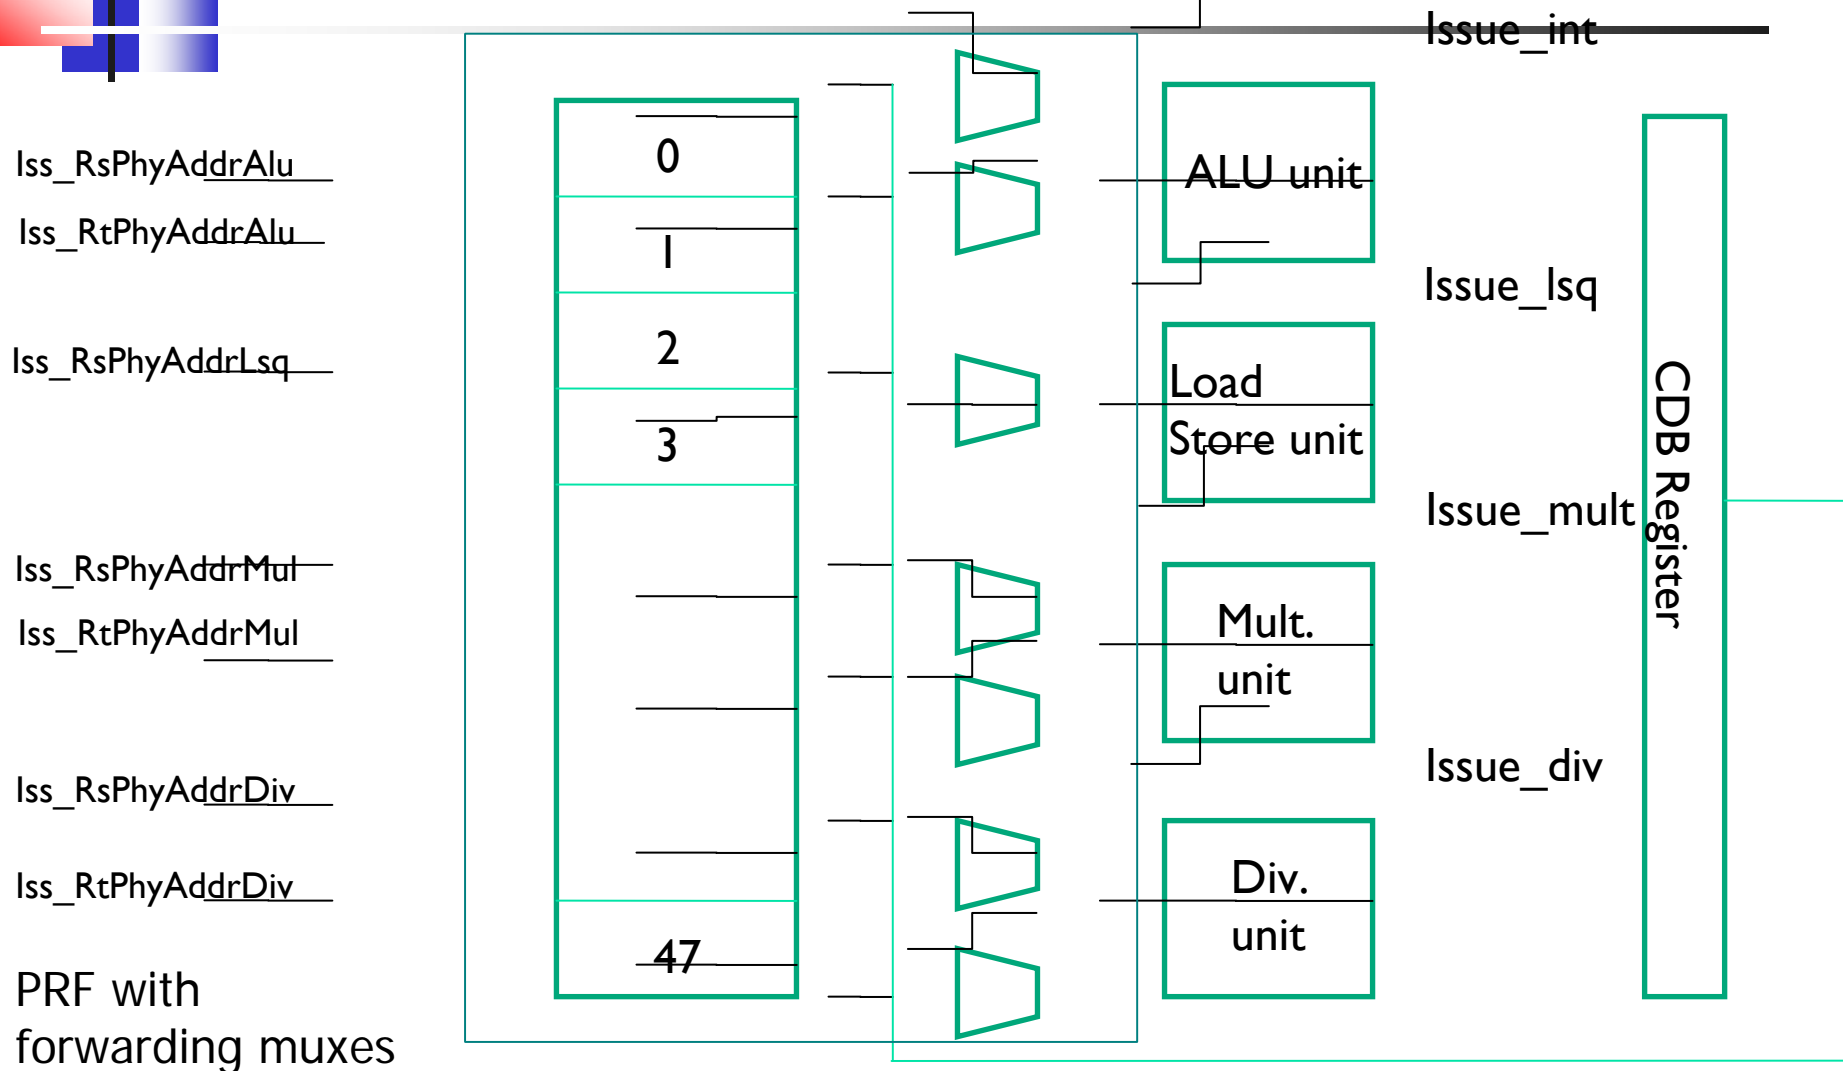 Issue_int
Iss_RsPhyAddrAlu
0
ALU unit
Iss_RtPhyAddrAlu
1
Issue_lsq
Iss_RsPhyAddrLsq
2
Load
Store unit
3
CDB Register
Issue_mult
Iss_RsPhyAddrMul
Iss_RtPhyAddrMul
Mult.
unit
Issue_div
Iss_RsPhyAddrDiv
Iss_RtPhyAddrDiv
Div.
unit
47
PRF with
forwarding muxes